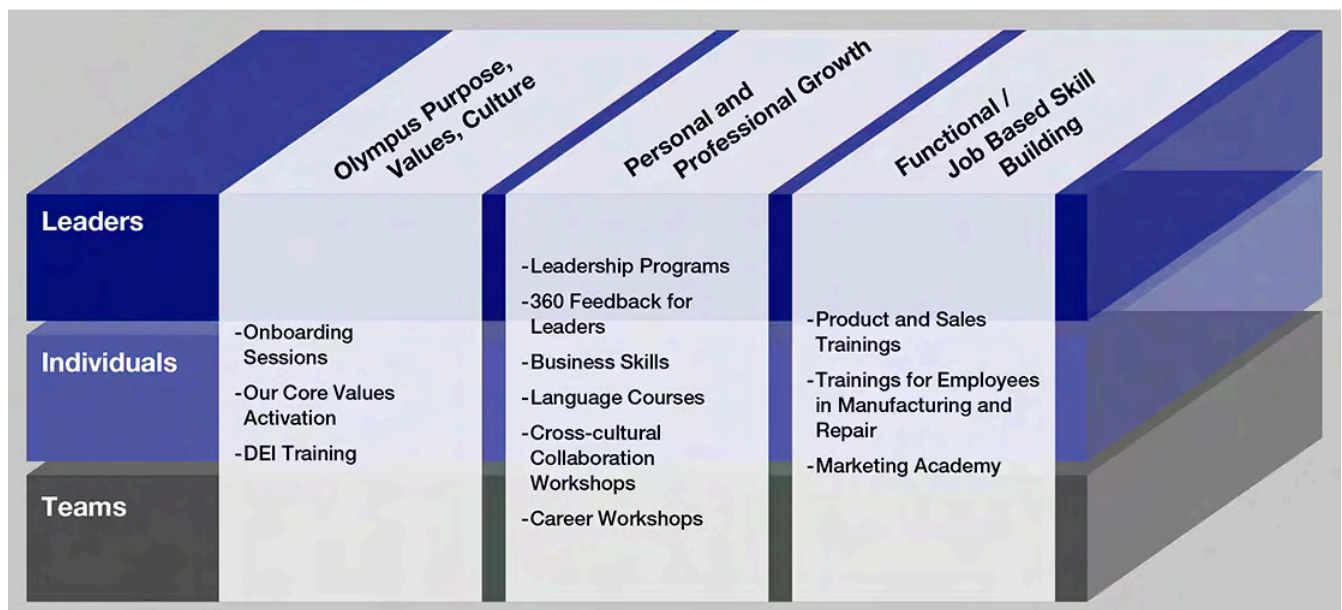 Olympus Purpose,
Values, Culture
Personal and
Professional Growth
Functional /
Job Based Skill
Building
Leaders
Individuals
Teams
-Onboarding
Sessions
-Our Core Values
Activation
-DEI Training
-Leadership Programs
-360 Feedback for
Leaders
-Business Skills
-Language Courses
-Cross-cultural
Collaboration
Workshops
-Career Workshops
-Product and Sales
Trainings
-Trainings for Employees
in Manufacturing and
Repair
-Marketing Academy